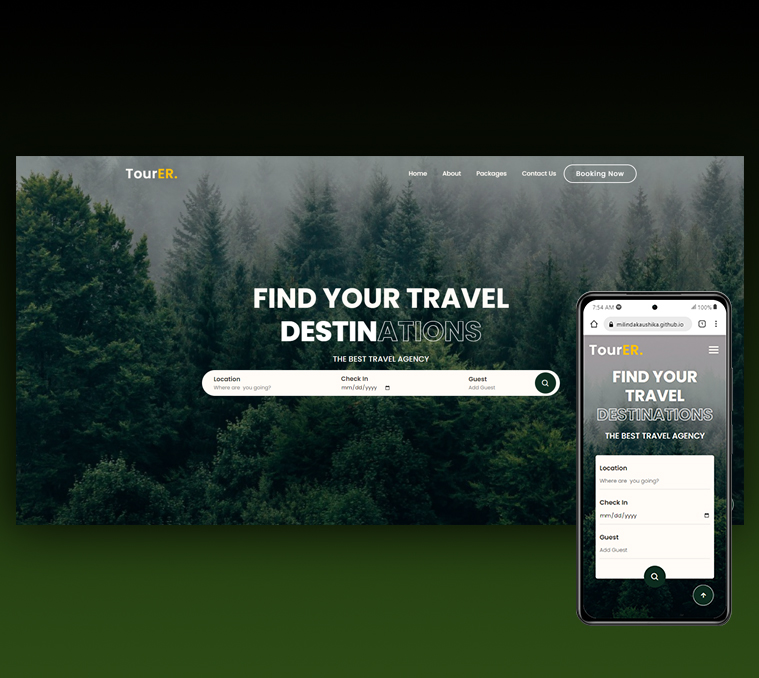 TourER.
Home About Packages Contact Us Booking Now
FIND YOUR TRAVEL
DESTINATIONS
THE BEST TRAVEL AGENCY
Location Check In Guest
Where are you going? mm/dd/yyyy Add Guest
7:54 AM 100%
milindakaushika.github.io 1
TourER.
FIND YOUR
TRAVEL
DESTINATIONS
THE BEST TRAVEL AGENCY
Location
Where are you going?
Check In
mm/dd/yyyy
Guest
Add Guest